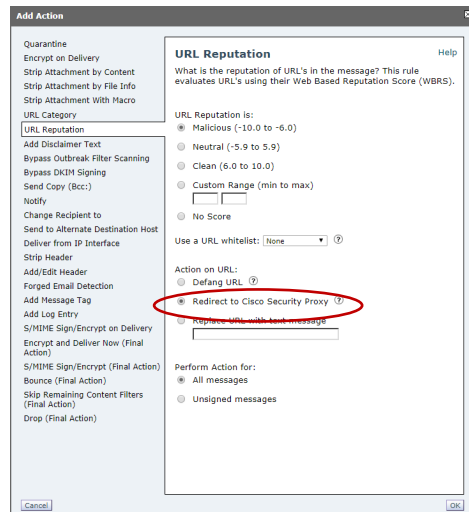 Add Action
Quarantine
Encrypt on Delivery
Strip Attachment by Content
Strip Attachment by File Info
Strip Attachment With Macro
URL Category
URL Reputation
Add Disclaimer Text
Bypass Outbreak Filter Scanning
Bypass DKIM Signing
Send Copy (Bcc:)
Notify
Change Recipient to
Send to Alternate Destination Host
Deliver from IP Interface
Strip Header
Add/Edit Header
Forged Email Detection
Add Message Tag
Add Log Entry
S/MIME Sign/Encrypt on Delivery
Encrypt and Deliver Now (Final
Action)
S/MIME Sign/Encrypt (Final Action)
Bounce (Final Action)
Skip Remaining Content Filters
(Final Action)
Drop (Final Action)
URL Reputation
Help
What is the reputation of URL's in the message? This rule
evaluates URL's using their Web Based Reputation Score (WBRS).
URL Reputation is:
Malicious (-10.0 to -6.0)
Neutral (-5.9 to 5.9)
Clean (6.0 to 10.0)
Custom Range (min to max)
No Score
Use a URL whitelist: None ?
Action on URL:
Defang URL ?
Redirect to Cisco Security Proxy ?
Replace URL with text message
Perform Action for:
All messages
Unsigned messages
Cancel
OK